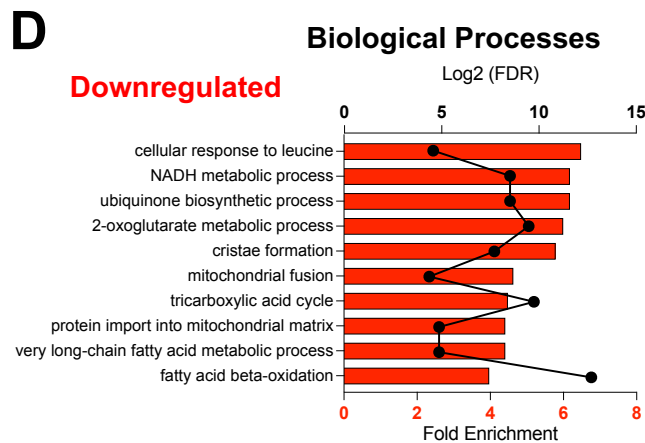 D
Biological Processes
Downregulated
Log2 (FDR)
0 5 10 15
cellular response to leucine
NADH metabolic process
ubiquinone biosynthetic process
2-oxoglutarate metabolic process
cristae formation
mitochondrial fusion
tricarboxylic acid cycle
protein import into mitochondrial matrix
very long-chain fatty acid metabolic process
fatty acid beta-oxidation
0 2 4 6 8
Fold Enrichment